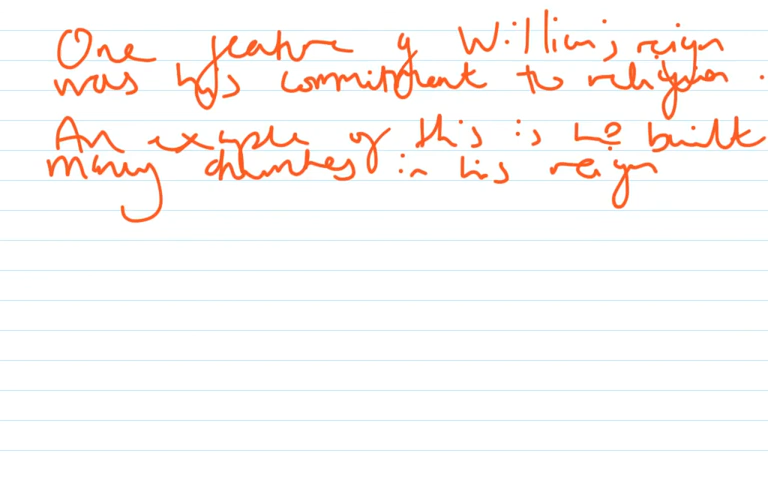 One feature of William's reign
was his commitment to religion.
An example of this is he built
many churches in his reign